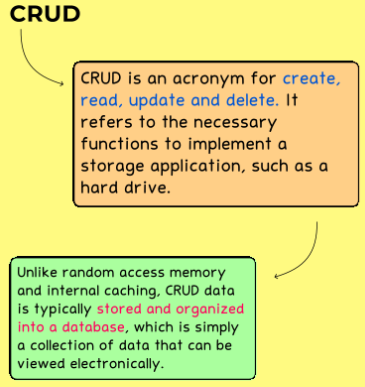 CRUD
CRUD is an acronym for create,
read, update and delete. It
refers to the necessary
functions to implement a
storage application, such as a
hard drive.
Unlike random access memory
and internal caching, CRUD data
is typically stored and organized
into a database, which is simply
a collection of data that can be
viewed electronically.